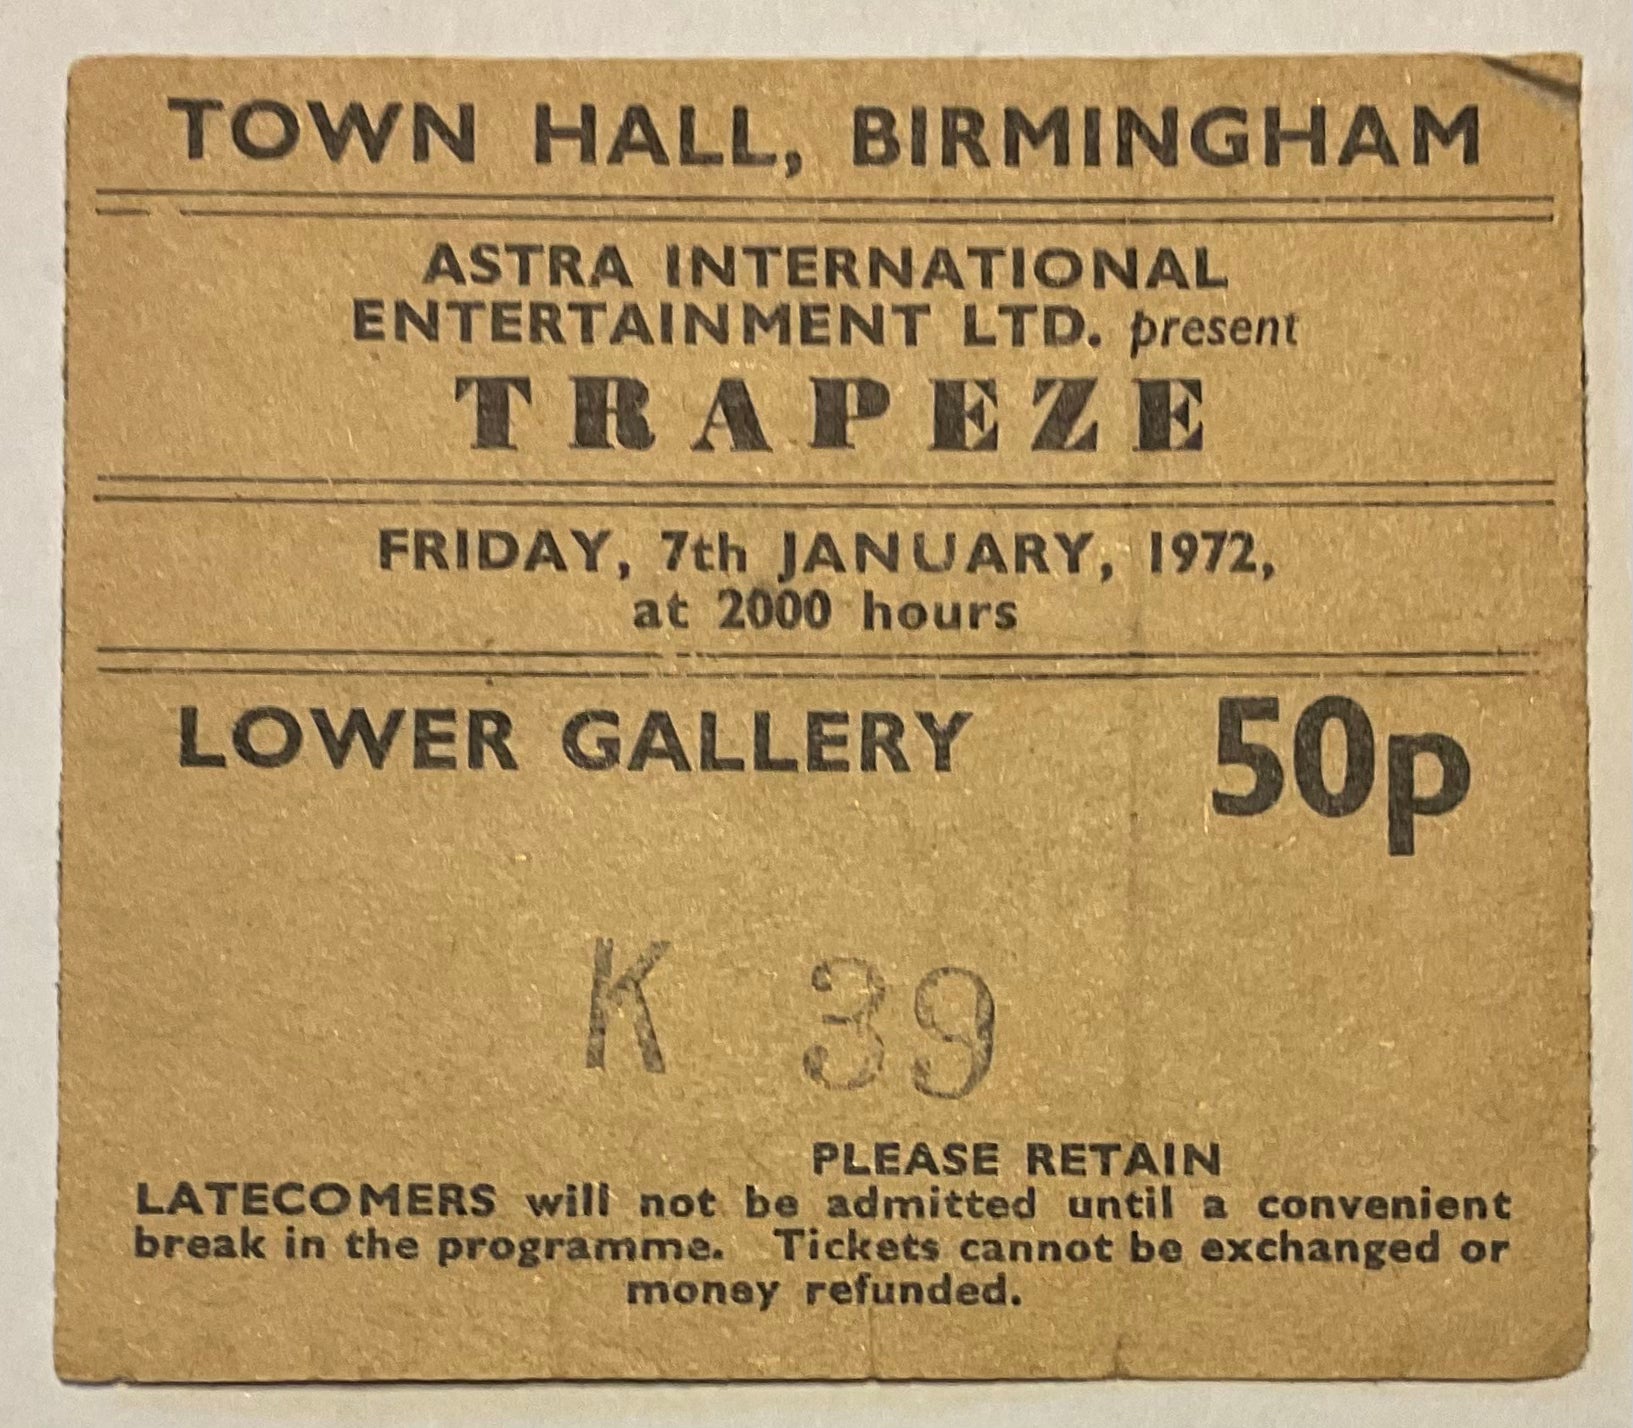 TOWN HALL, BIRMINGHAM
ASTRA INTERNATIONAL
ENTERTAINMENT LTD. present
TRAPEZE
FRIDAY, 7th JANUARY, 1972,
at 2000 hours
LOWER GALLERY 50p
K 39
PLEASE RETAIN
LATECOMERS will not be admitted until a convenient
break in the programme. Tickets cannot be exchanged or
money refunded.